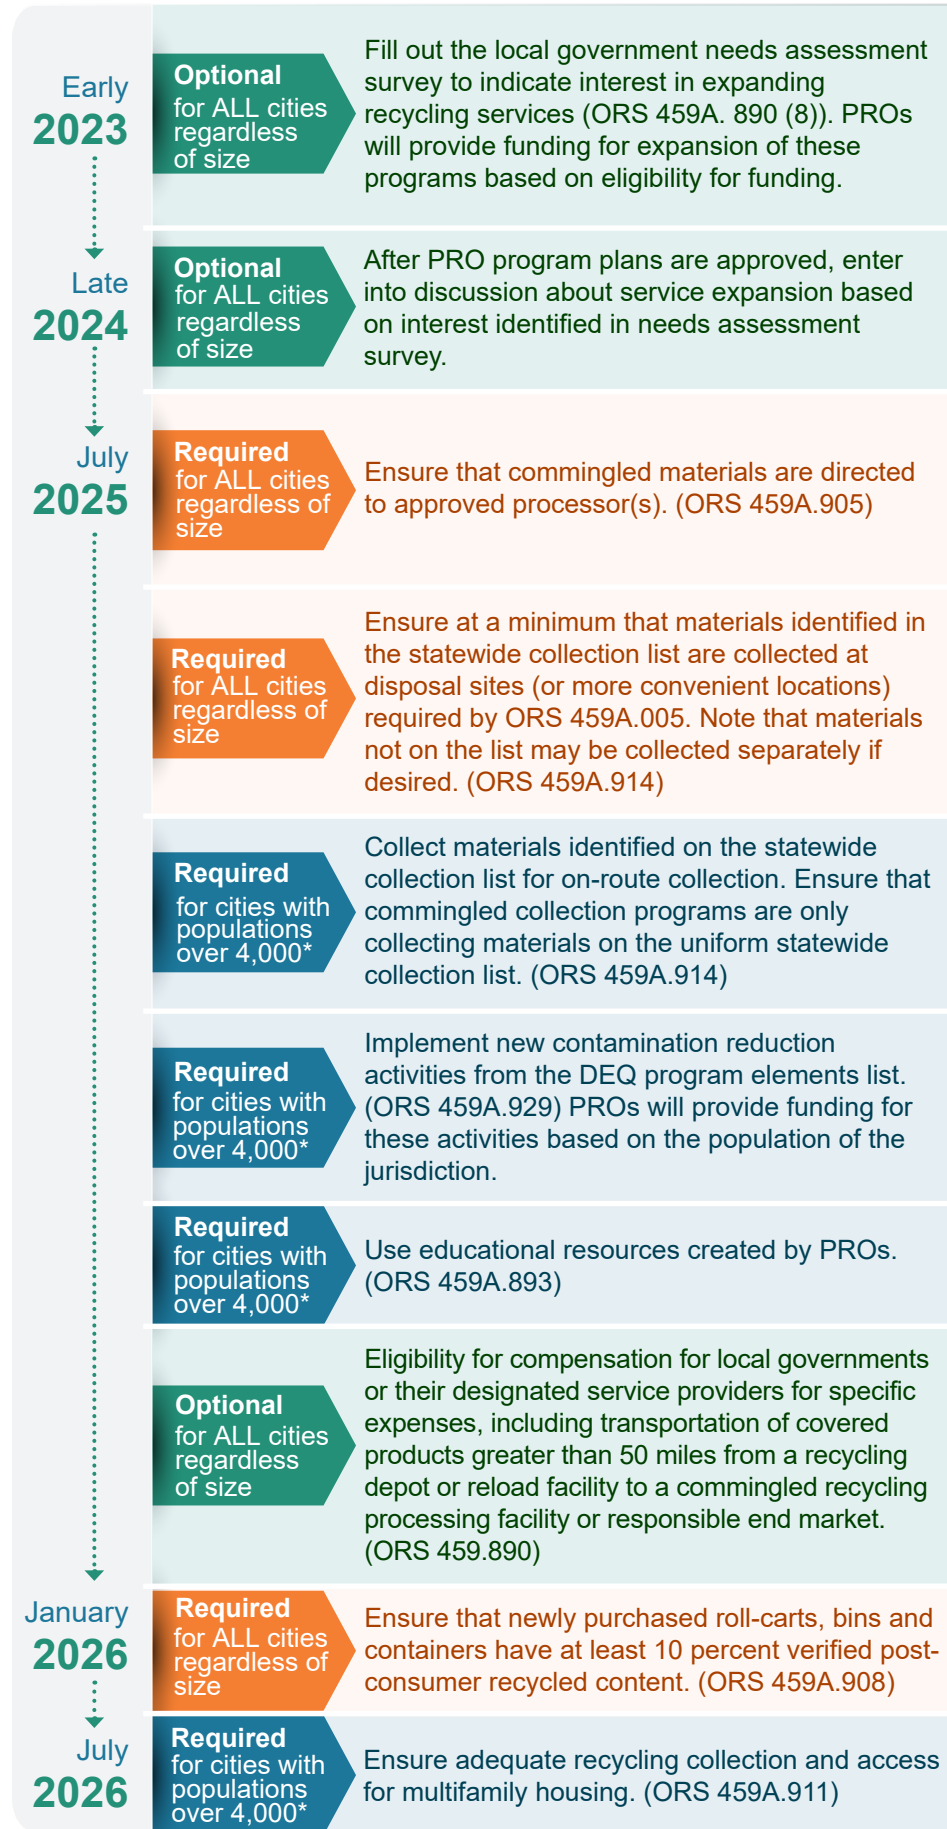 Early
2023
Optional
for ALL cities
regardless
of size
Fill out the local government needs assessment
survey to indicate interest in expanding
recycling services (ORS 459A. 890 (8)). PROs
will provide funding for expansion of these
programs based on eligibility for funding.
Late
2024
Optional
for ALL cities
regardless
of size
After PRO program plans are approved, enter
into discussion about service expansion based
on interest identified in needs assessment
survey.
July
2025
Required
for ALL cities
regardless of
size
Ensure that commingled materials are directed
to approved processor(s). (ORS 459A.905)
Required
for ALL cities
regardless of
size
Ensure at a minimum that materials identified in
the statewide collection list are collected at
disposal sites (or more convenient locations)
required by ORS 459A.005. Note that materials
not on the list may be collected separately if
desired. (ORS 459A.914)
Required
for cities with
populations
over 4,000*
Collect materials identified on the statewide
collection list for on-route collection. Ensure that
commingled collection programs are only
collecting materials on the uniform statewide
collection list. (ORS 459A.914)
Required
for cities with
populations
over 4,000*
Implement new contamination reduction
activities from the DEQ program elements list.
(ORS 459A.929) PROs will provide funding for
these activities based on the population of the
jurisdiction.
Required
for cities with
populations
over 4,000*
Use educational resources created by PROs.
(ORS 459A.893)
Optional
for ALL cities
regardless
of size
Eligibility for compensation for local governments
or their designated service providers for specific
expenses, including transportation of covered
products greater than 50 miles from a recycling
depot or reload facility to a commingled recycling
processing facility or responsible end market.
(ORS 459.890)
January
2026
Required
for ALL cities
regardless of
size
Ensure that newly purchased roll-carts, bins and
containers have at least 10 percent verified post-
consumer recycled content. (ORS 459A.908)
July
2026
Required
for cities with
populations
over 4,000*
Ensure adequate recycling collection and access
for multifamily housing. (ORS 459A.911)